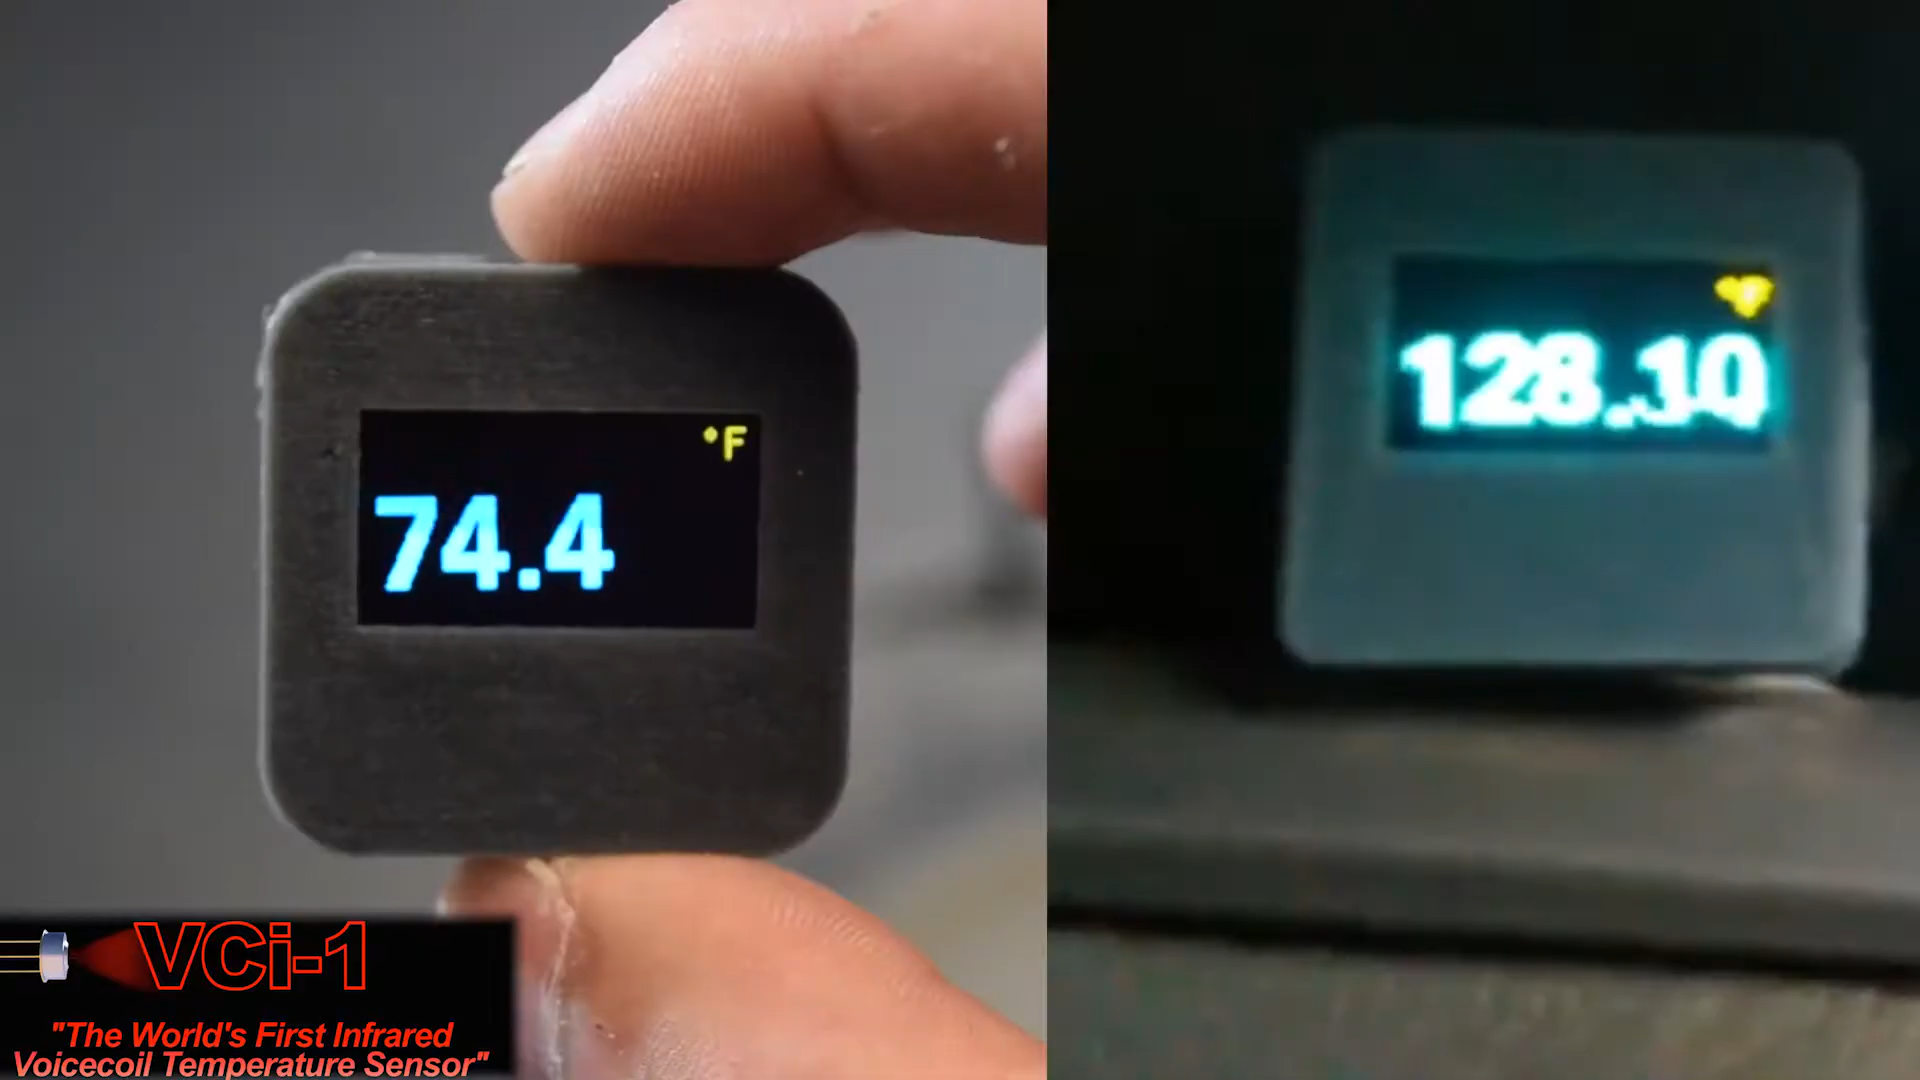 °F
74.4
128.10
VCi-1
"The World's First Infrared
Voicecoil Temperature Sensor"